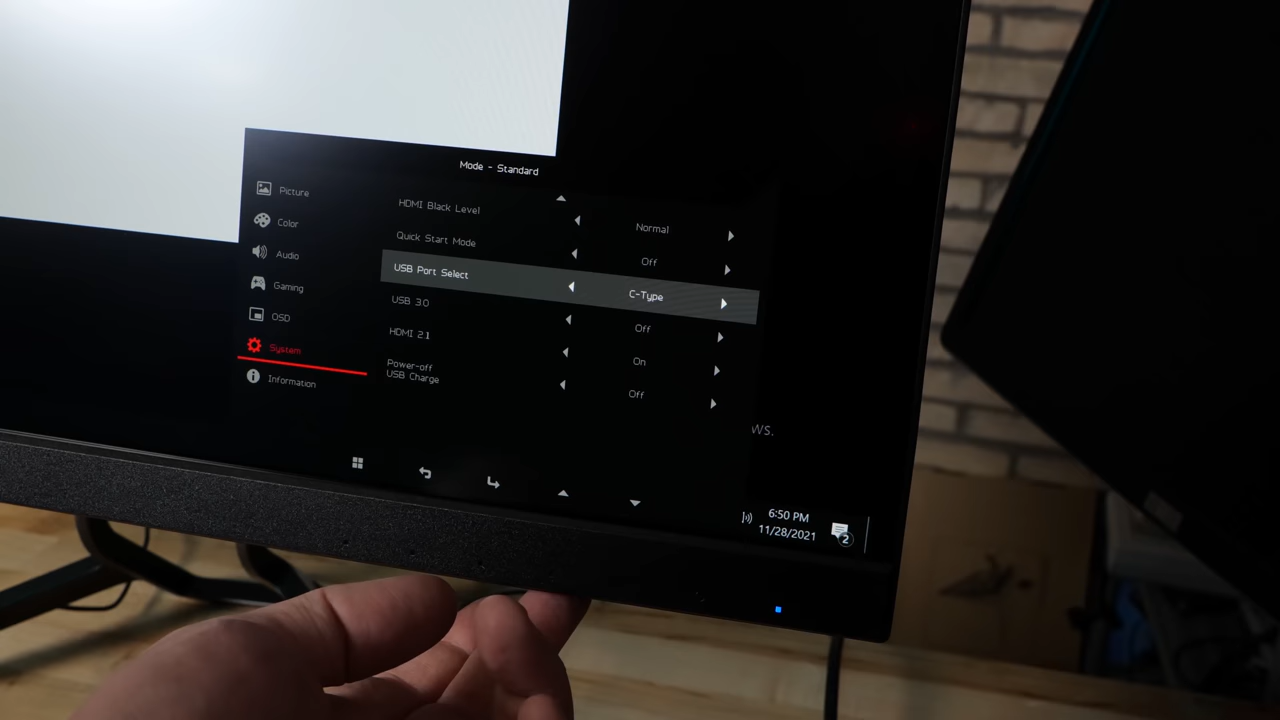 Mode - Standard
Picture
Color
Audio
Gaming
OSD
System
Information
HDMI Black Level Normal
Quick Start Mode Off
USB Port Select C-Type
USB 3.0 Off
HDMI 2.1 On
Power-off
USB Charge Off
ws.
6:50 PM
11/28/2021
2